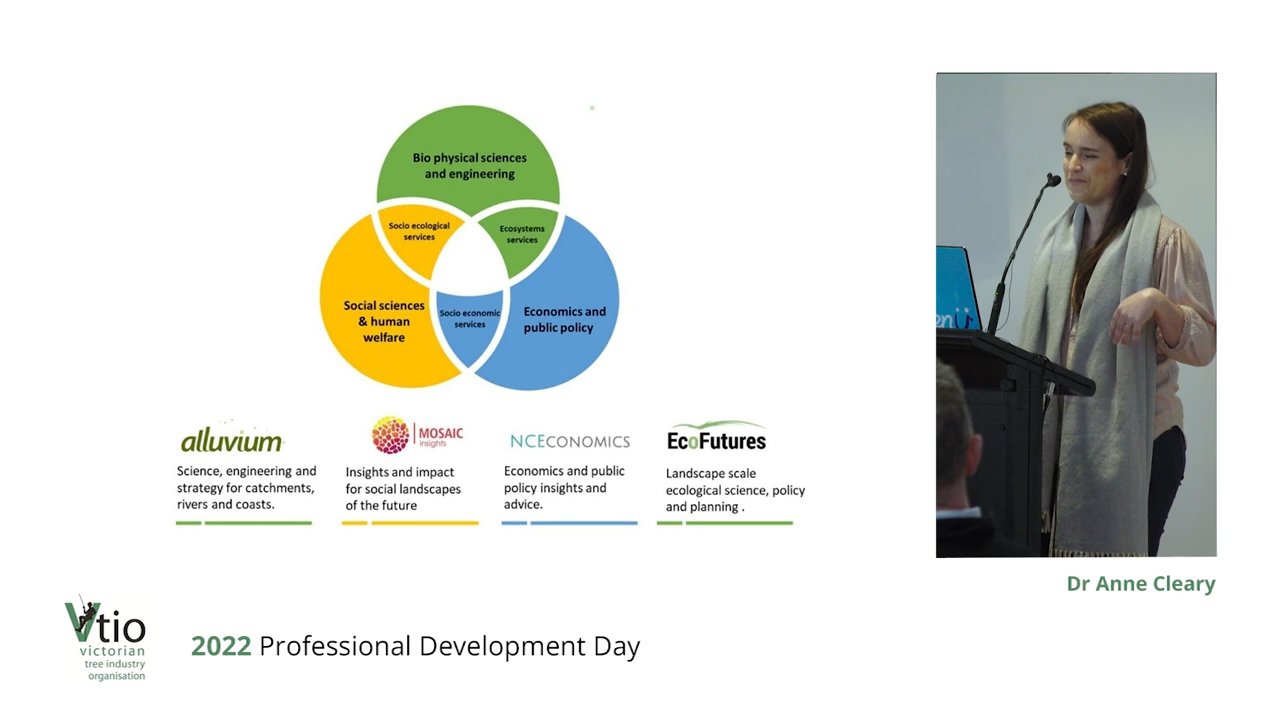 Bio physical sciences
and engineering
Socio ecological
services
Ecosystems
services
Social sciences
& human
welfare
Socio economic
services
Economics and
public policy
alluvium
Science, engineering and
strategy for catchments,
rivers and coasts.
MOSAIC
insights
Insights and impact
for social landscapes
of the future
NCECONOMICS
Economics and public
policy insights and
advice.
EcoFutures
Landscape scale
ecological science, policy
and planning .
enü
Dr Anne Cleary
Vtio
victorian
tree industry
organisation
2022 Professional Development Day